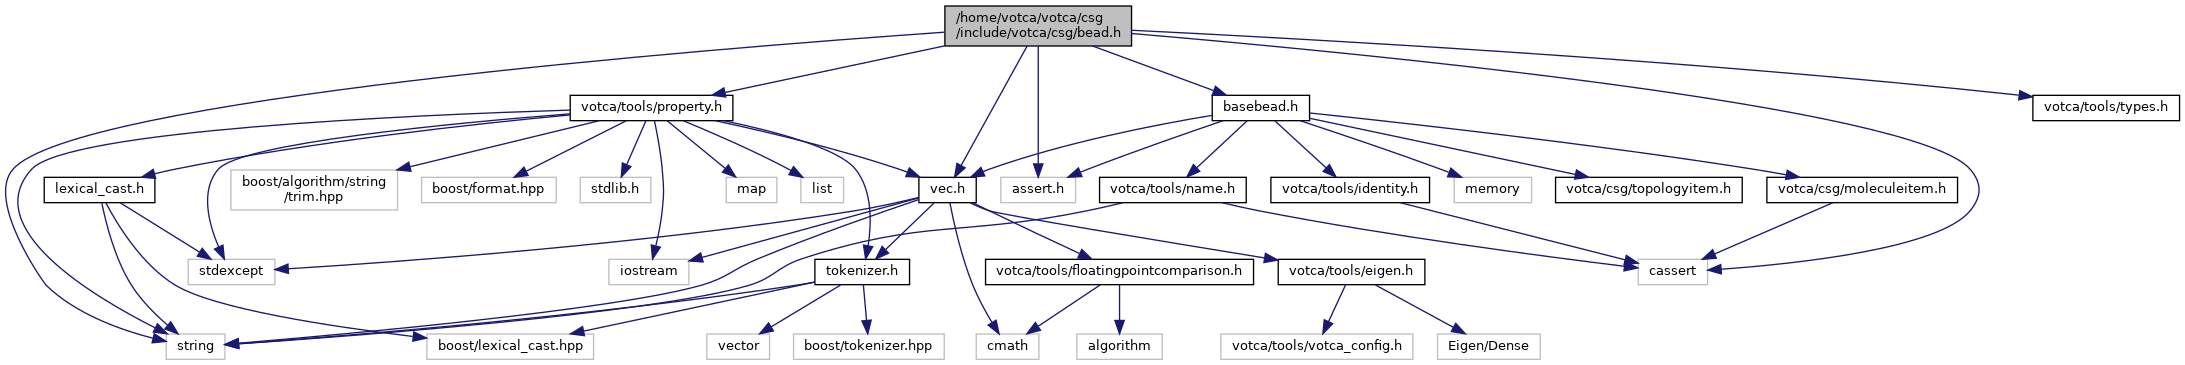 /home/votca/votca/csg
/include/votca/csg/bead.h
votca/tools/property.h
basebead.h
votca/tools/types.h
lexical_cast.h
boost/algorithm/string
/trim.hpp
boost/format.hpp
stdlib.h
map
list
vec.h
assert.h
votca/tools/name.h
votca/tools/identity.h
memory
votca/csg/topologyitem.h
votca/csg/moleculeitem.h
stdexcept
iostream
tokenizer.h
votca/tools/floatingpointcomparison.h
votca/tools/eigen.h
cassert
string
boost/lexical_cast.hpp
vector
boost/tokenizer.hpp
cmath
algorithm
votca/tools/votca_config.h
Eigen/Dense